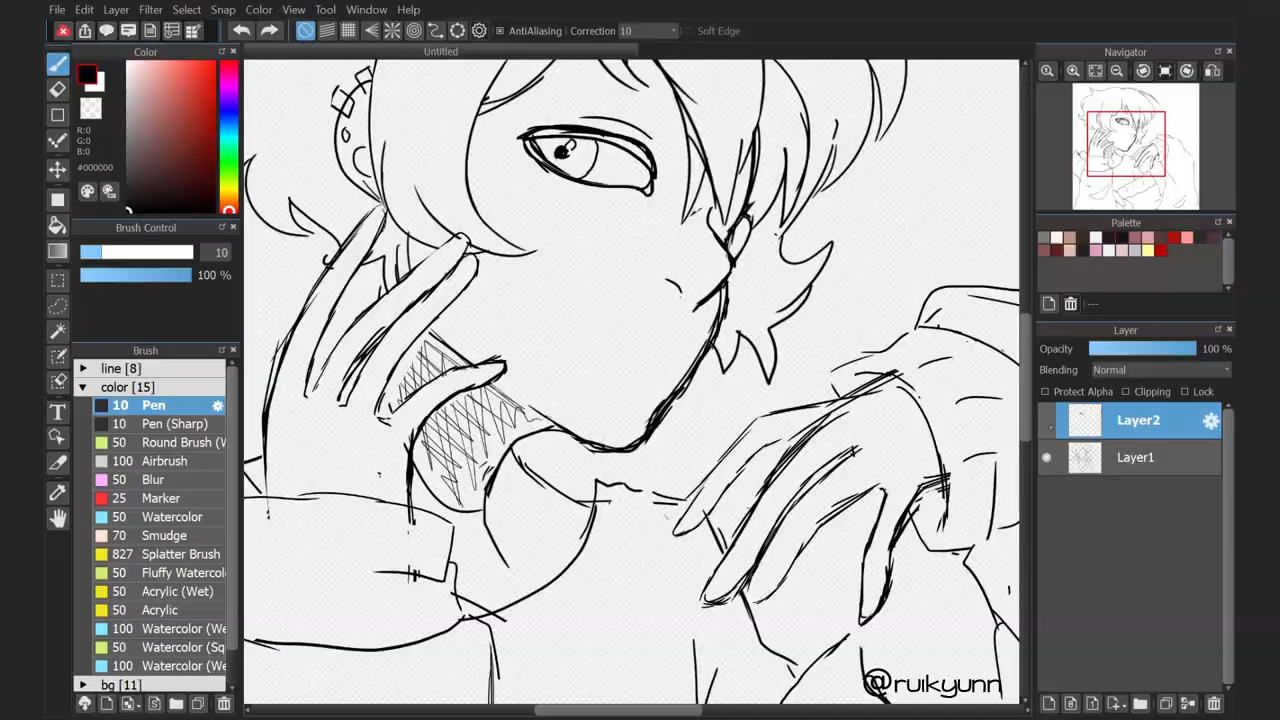 File Edit Layer Filter Select Snap Color View Tool Window Help
AntiAliasing Correction 10 Soft Edge
Color
Untitled
Navigator
R:0
G:0
B:0
#000000
Brush Control
10
100 %
Palette
---
Brush
line [8]
color [15]
10 Pen
10 Pen (Sharp)
50 Round Brush (W
100 Airbrush
50 Blur
25 Marker
50 Watercolor
70 Smudge
827 Splatter Brush
50 Fluffy Watercol
50 Acrylic (Wet)
50 Acrylic
100 Watercolor (We
50 Watercolor (Sq
100 Watercolor (We
bg [11]
Layer
Opacity 100 %
Blending Normal
Protect Alpha Clipping Lock
Layer2
Layer1
@ruikyunn